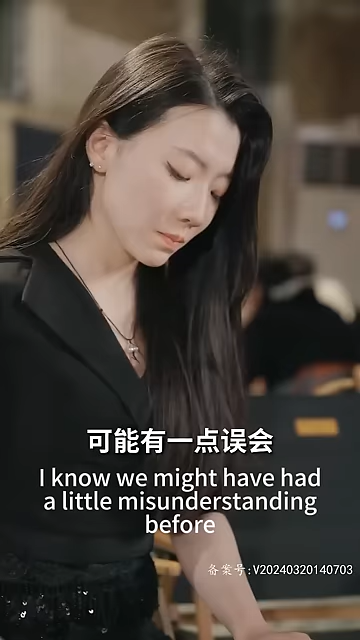 可能有一点误会
I know we might have had
a little misunderstanding
before
备案号:V20240320140703